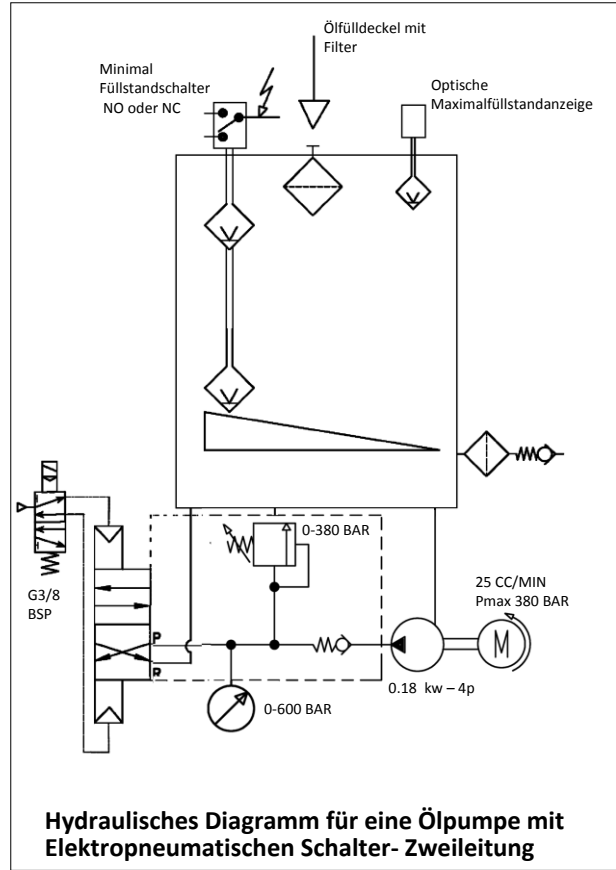 Ölfülldeckel mit
Filter
Minimal
Füllstandschalter
NO oder NC
Optische
Maximalfüllstandanzeige
0-380 BAR
G3/8
BSP
25 CC/MIN
Pmax 380 BAR
P
R
M
0.18 kw – 4p
0-600 BAR
Hydraulisches Diagramm für eine Ölpumpe mit
Elektropneumatischen Schalter- Zweileitung